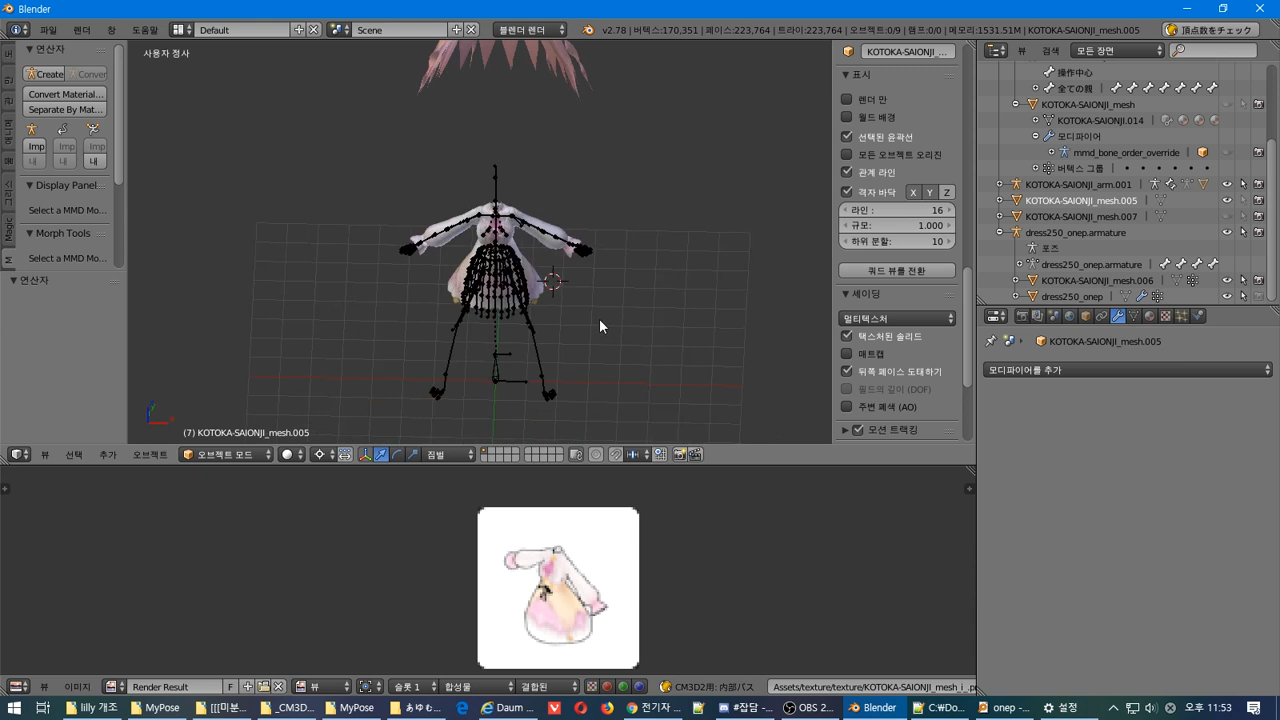 Blender
파일 렌더 창 도움말 Default Scene 블렌더 렌더 v2.78 | 버텍스:170,351 | 페이스:223,764 | 트라이:223,764 | 오브젝트:0/9 | 램프:0/0 | 메모리:1531.51M | KOTOKA-SAIONJI_mesh.005 頂点数をチェック
연산자
Create Conver
Convert Material...
Separate By Mat...
Imp Imp Imp
내 내 내
Display Panel
Select a MMD Mo...
Morph Tools
Select a MMD Mo...
연산자
Magic
사용자 정사
(7) KOTOKA-SAIONJI_mesh.005
KOTOKA-SAIONJI_...
표시
렌더 만
월드 배경
선택된 윤곽선
모든 오브젝트 오리진
관계 라인
격자 바닥 X Y Z
라인 : 16
규모: 1.000
하위 분할: 10
쿼드 뷰를 전환
셰이딩
멀티텍스처
텍스처된 솔리드
매트캡
뒤쪽 페이스 도태하기
필드의 깊이 (DOF)
주변 폐색 (AO)
모션 트랙킹
뷰 검색 모든 장면
操作中心
全ての親
KOTOKA-SAIONJI_mesh
KOTOKA-SAIONJI.014
모디파이어
mmd_bone_order_override
버텍스 그룹
KOTOKA-SAIONJI_arm.001
KOTOKA-SAIONJI_mesh.005
KOTOKA-SAIONJI_mesh.007
dress250_onep.armature
포즈
dress250_onep.armature
KOTOKA-SAIONJI_mesh.006
dress250_onep
KOTOKA-SAIONJI_mesh.005
모디파이어를 추가
뷰 선택 추가 오브젝트 오브젝트 모드 짐벌
뷰 이미지 Render Result F 뷰 슬롯 1 합성물 결합된 CM3D2用: 内部パス Assets/texture/texture/KOTOKA-SAIONJI_mesh_i_.p
lilly 개조 MyPose [[[미분... _CM3D... MyPose あゆむ... Daum ... 전기자 ... #잡담 -... OBS 2... Blender C:₩Do... onep -... 설정 오후 11:53